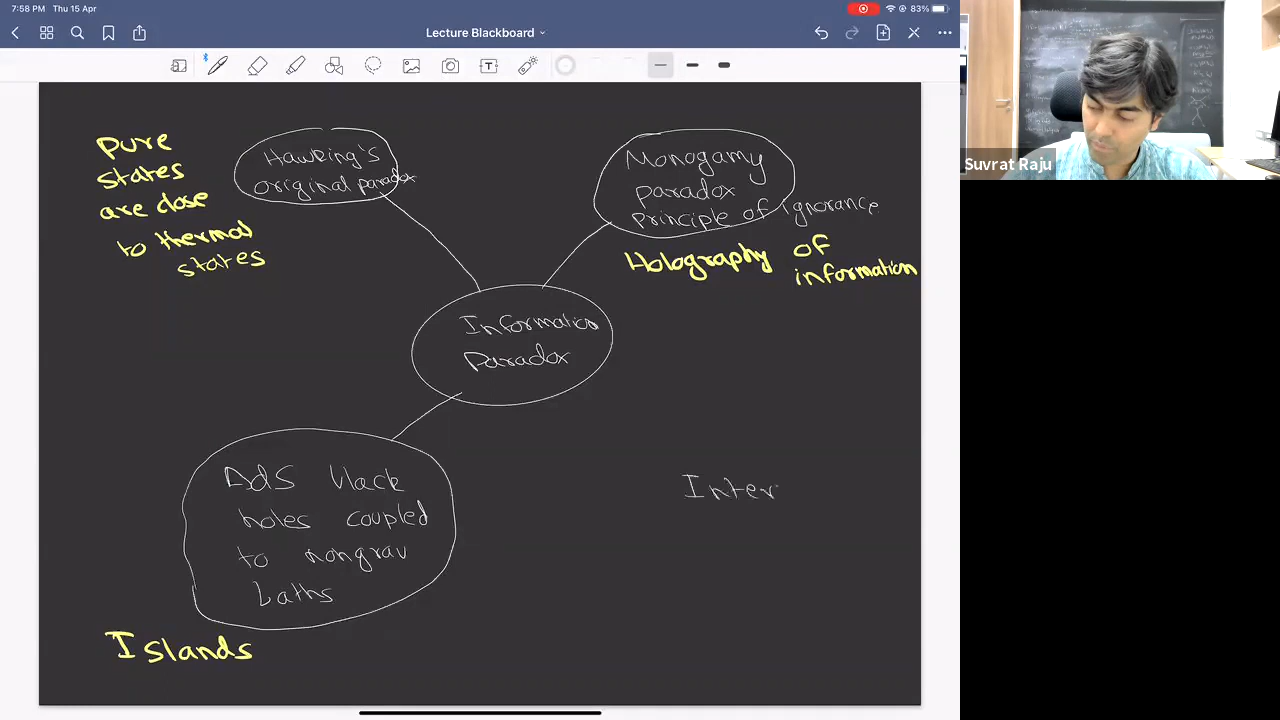 7:58 PM Thu 15 Apr
83%
Lecture Blackboard
Suvrat Raju
Pure
states
are close
to thermal
states
Hawking's
original paradox
Monogamy
paradox
principle of Ignorance
Holography of
information
Information
Paradox
AdS black
holes coupled
to nongrav
baths
Islands
Inter